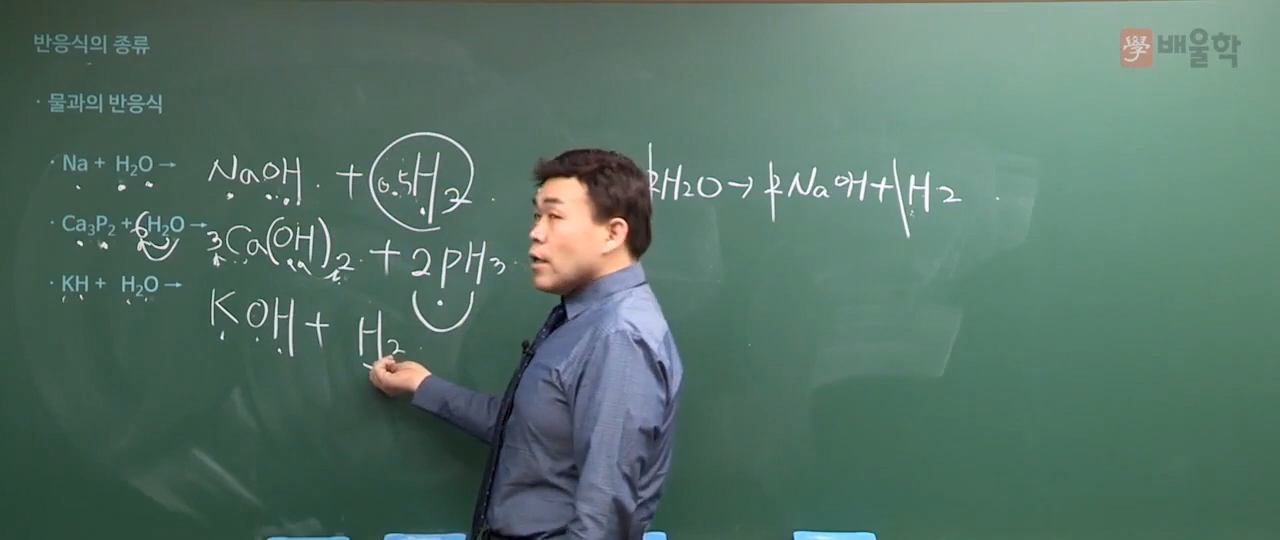 반응식의 종류
學 배울학
· 물과의 반응식
· Na + H₂O → NaOH + 0.5H₂
2H₂O → 2NaOH + H₂
· Ca₃P₂ + 6H₂O → 3Ca(OH)₂ + 2PH₃
· KH + H₂O → KOH + H₂